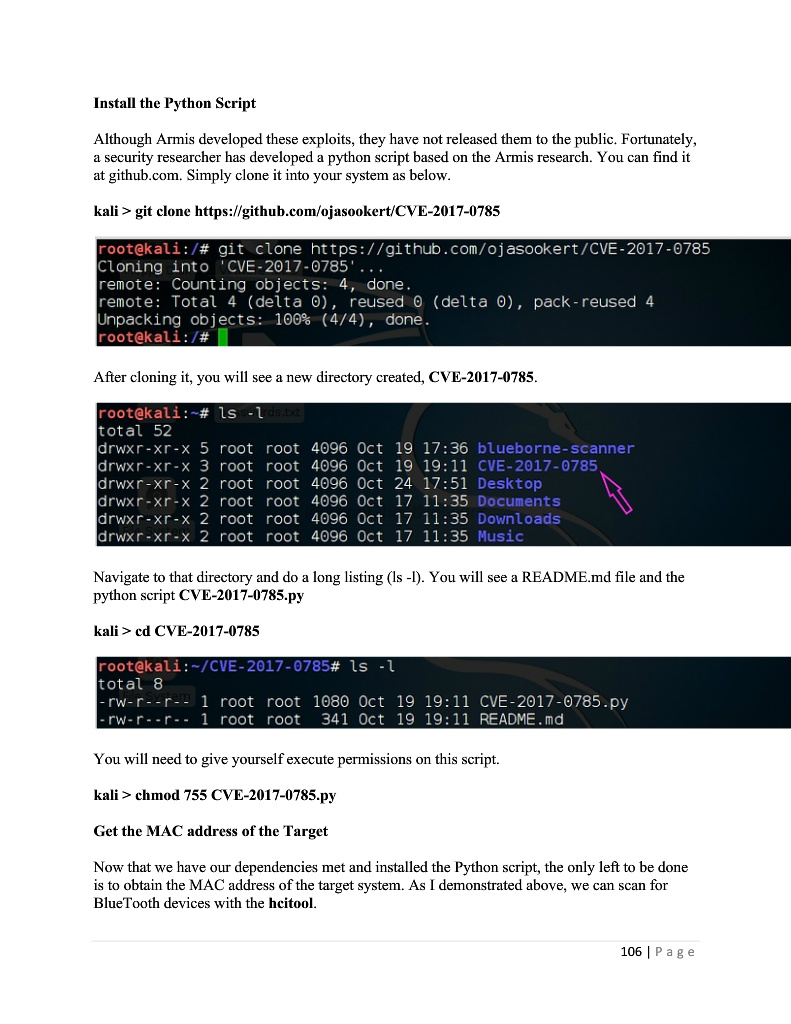 Install the Python Script
Although Armis developed these exploits, they have not released them to the public. Fortunately,
a security researcher has developed a python script based on the Armis research. You can find it
at github.com. Simply clone it into your system as below.
kali > git clone https://github.com/ojasookert/CVE-2017-0785
root@kali:/# git clone https://github.com/ojasookert/CVE-2017-0785
Cloning into 'CVE-2017-0785'...
remote: Counting objects: 4, done.
remote: Total 4 (delta 0), reused 0 (delta 0), pack-reused 4
Unpacking objects: 100% (4/4), done.
root@kali:/#
After cloning it, you will see a new directory created, CVE-2017-0785.
root@kali:~# ls -l
total 52
drwxr-xr-x 5 root root 4096 Oct 19 17:36 blueborne-scanner
drwxr-xr-x 3 root root 4096 Oct 19 19:11 CVE-2017-0785
drwxr-xr-x 2 root root 4096 Oct 24 17:51 Desktop
drwxr-xr-x 2 root root 4096 Oct 17 11:35 Documents
drwxr-xr-x 2 root root 4096 Oct 17 11:35 Downloads
drwxr-xr-x 2 root root 4096 Oct 17 11:35 Music
Navigate to that directory and do a long listing (ls -l). You will see a README.md file and the
python script CVE-2017-0785.py
kali > cd CVE-2017-0785
root@kali:~/CVE-2017-0785# ls -l
total 8
-rw-r--r-- 1 root root 1080 Oct 19 19:11 CVE-2017-0785.py
-rw-r--r-- 1 root root  341 Oct 19 19:11 README.md
You will need to give yourself execute permissions on this script.
kali > chmod 755 CVE-2017-0785.py
Get the MAC address of the Target
Now that we have our dependencies met and installed the Python script, the only left to be done
is to obtain the MAC address of the target system. As I demonstrated above, we can scan for
BlueTooth devices with the hcitool.
106 | P a g e